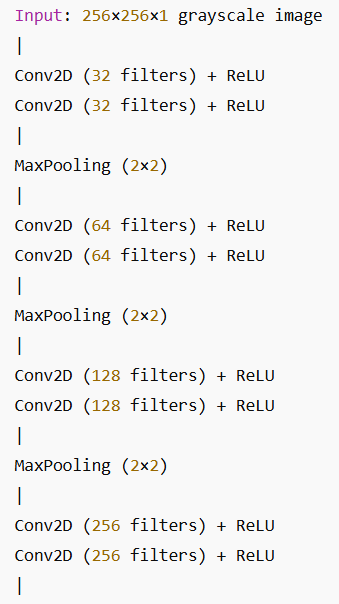 Input: 256×256×1 grayscale image
|
Conv2D (32 filters) + ReLU
Conv2D (32 filters) + ReLU
|
MaxPooling (2×2)
|
Conv2D (64 filters) + ReLU
Conv2D (64 filters) + ReLU
|
MaxPooling (2×2)
|
Conv2D (128 filters) + ReLU
Conv2D (128 filters) + ReLU
|
MaxPooling (2×2)
|
Conv2D (256 filters) + ReLU
Conv2D (256 filters) + ReLU
|